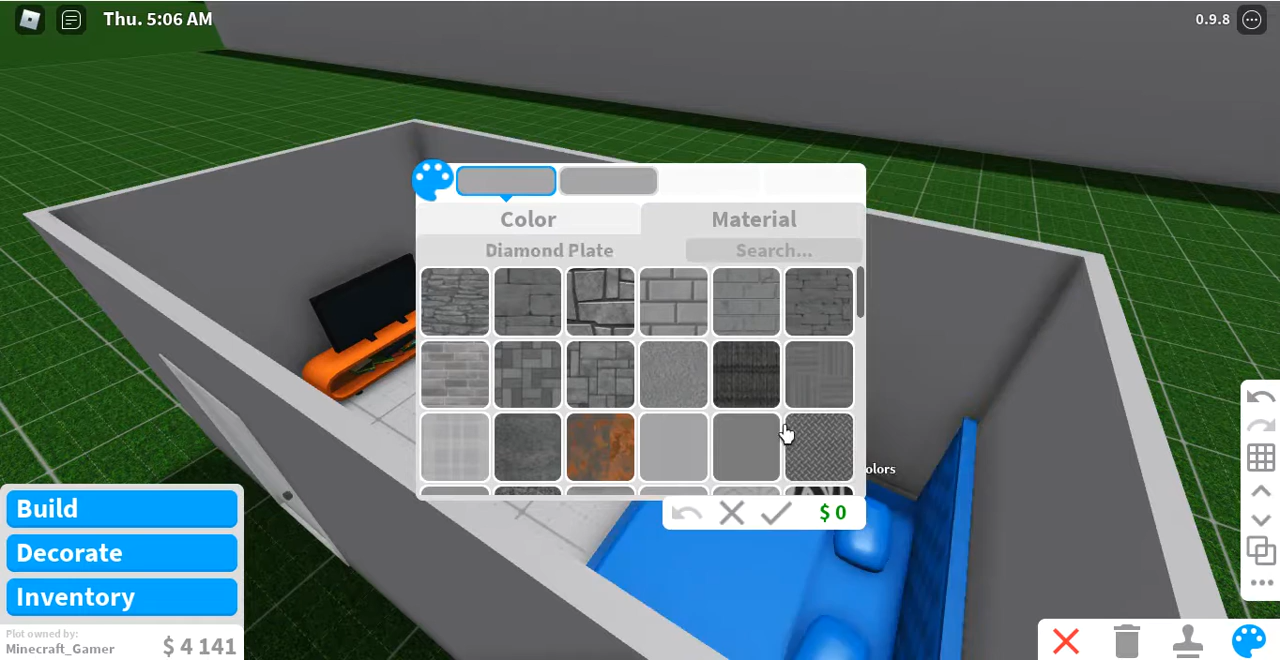 Thu. 5:06 AM
0.9.8
Color
Material
Diamond Plate
Search...
olors
$ 0
Build
Decorate
Inventory
Plot owned by:
Minecraft_Gamer
$ 4 141